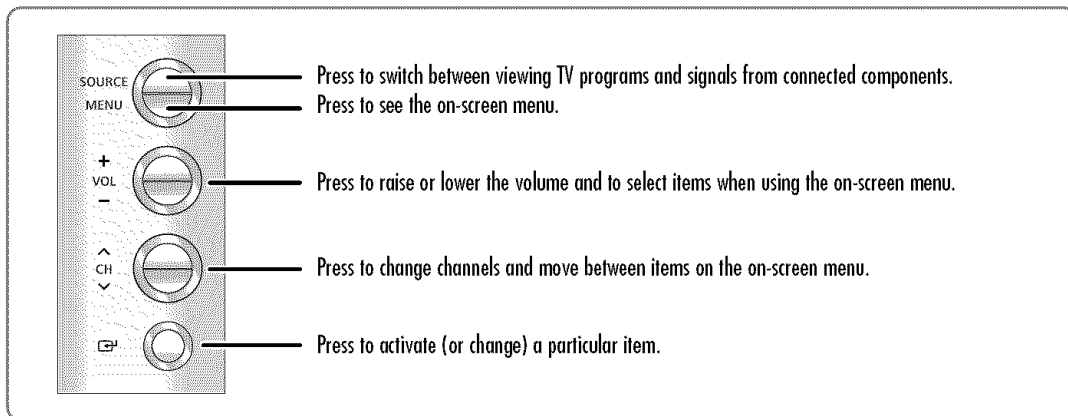 SOURCE
MENU
Press to switch between viewing TV programs and signals from connected components.
Press to see the on-screen menu.
+
VOL
−
Press to raise or lower the volume and to select items when using the on-screen menu.
CH
Press to change channels and move between items on the on-screen menu.
Press to activate (or change) a particular item.